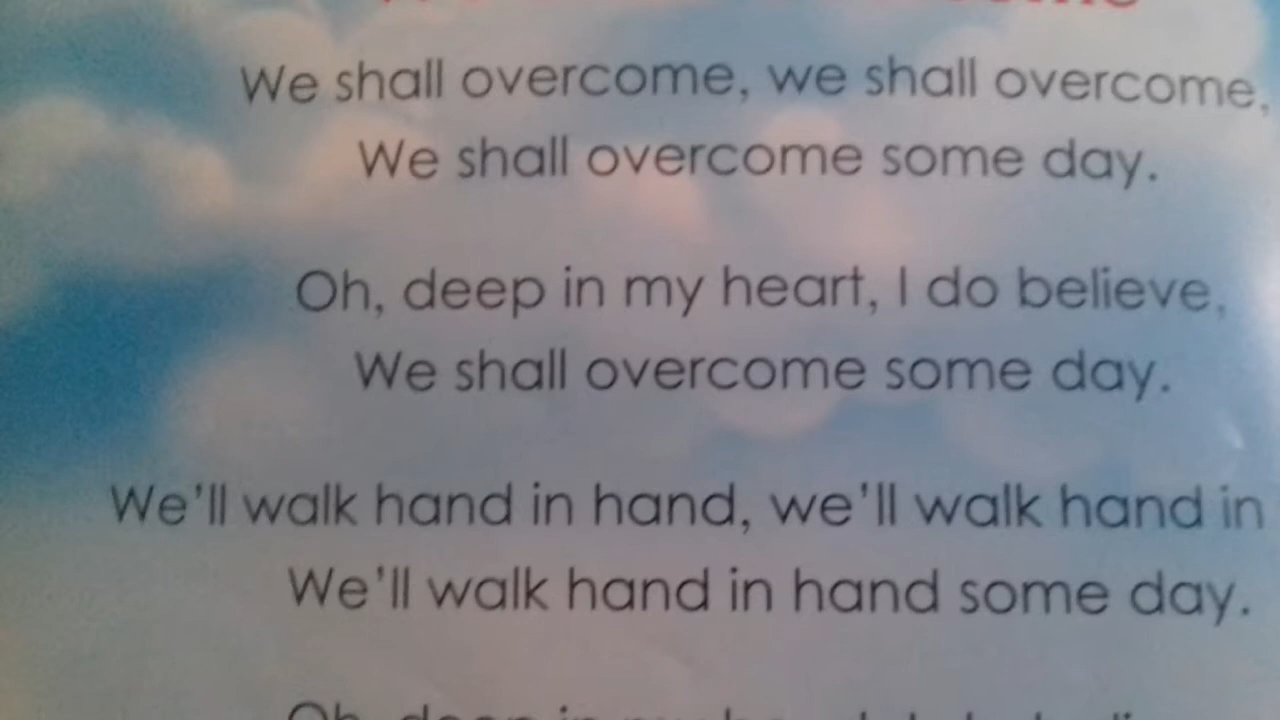 We shall overcome, we shall overcome,
We shall overcome some day.
Oh, deep in my heart, I do believe,
We shall overcome some day.
We'll walk hand in hand, we'll walk hand in
We'll walk hand in hand some day.